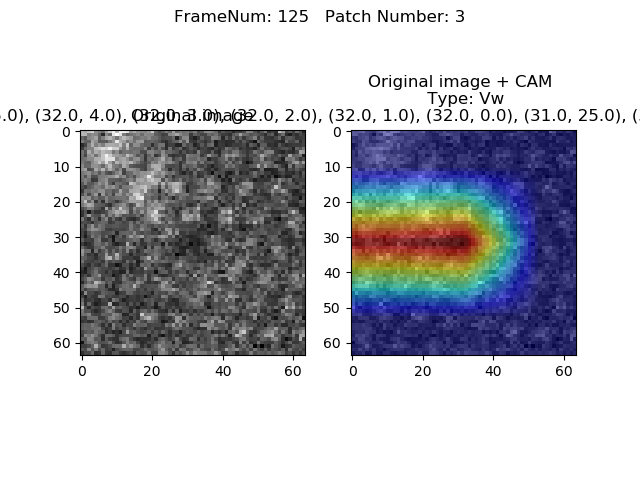 FrameNum: 125   Patch Number: 3
Original image + CAM
Type: Vw
(32.0, 4.0), (32.0, 3.0), (32.0, 2.0), (32.0, 1.0), (32.0, 0.0), (31.0, 25.0),
Original image
0
10
20
30
40
50
60
0 20 40 60
0
10
20
30
40
50
60
0 20 40 60